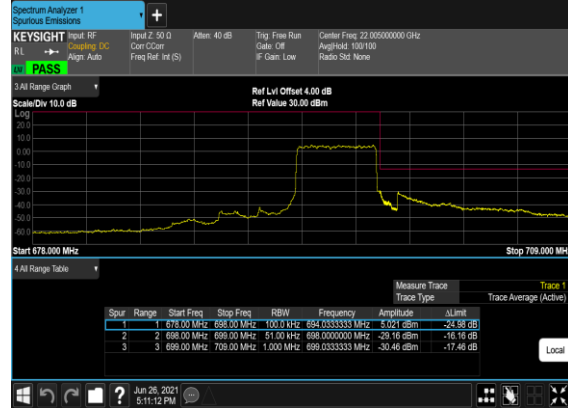 Spectrum Analyzer 1
Spurious Emissions
KEYSIGHT Input: RF Input Z: 50 Ω Atten: 40 dB Trig: Free Run Center Freq: 22.005000000 GHz
RL Coupling: DC Corr CCorr Gate: Off Avg|Hold: 100/100
Align: Auto Freq Ref: Int (S) IF Gain: Low Radio Std: None
PASS
3 All Range Graph
Ref Lvl Offset 4.00 dB
Scale/Div 10.0 dB Ref Value 30.00 dBm
Log
20.0
10.0
0.00
-10.0
-20.0
-30.0
-40.0
-50.0
-60.0
Start 678.000 MHz Stop 709.000 MH
4 All Range Table
Measure Trace Trace 1
Trace Type Trace Average (Active)
Spur Range Start Freq Stop Freq RBW Frequency Amplitude ΔLimit
1 1 678.00 MHz 698.00 MHz 100.0 kHz 694.0333333 MHz 5.021 dBm -24.98 dB
2 2 698.00 MHz 699.00 MHz 51.00 kHz 698.0000000 MHz -29.16 dBm -16.16 dB
3 3 699.00 MHz 709.00 MHz 1.000 MHz 699.0333333 MHz -30.46 dBm -17.46 dB
Local
Jun 26, 2021
5:11:12 PM